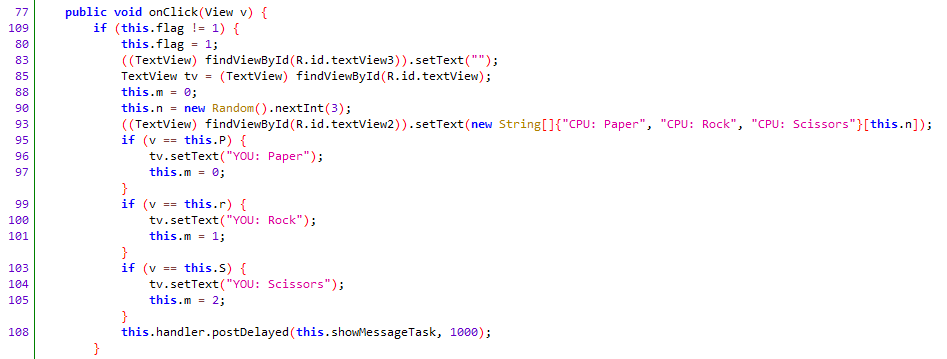 77 public void onClick(View v) {
109 if (this.flag != 1) {
80 this.flag = 1;
83 ((TextView) findViewById(R.id.textView3)).setText("");
85 TextView tv = (TextView) findViewById(R.id.textView);
88 this.m = 0;
90 this.n = new Random().nextInt(3);
93 ((TextView) findViewById(R.id.textView2)).setText(new String[]{"CPU: Paper", "CPU: Rock", "CPU: Scissors"}[this.n]);
95 if (v == this.P) {
96 tv.setText("YOU: Paper");
97 this.m = 0;
}
99 if (v == this.r) {
100 tv.setText("YOU: Rock");
101 this.m = 1;
}
103 if (v == this.S) {
104 tv.setText("YOU: Scissors");
105 this.m = 2;
}
108 this.handler.postDelayed(this.showMessageTask, 1000);
}